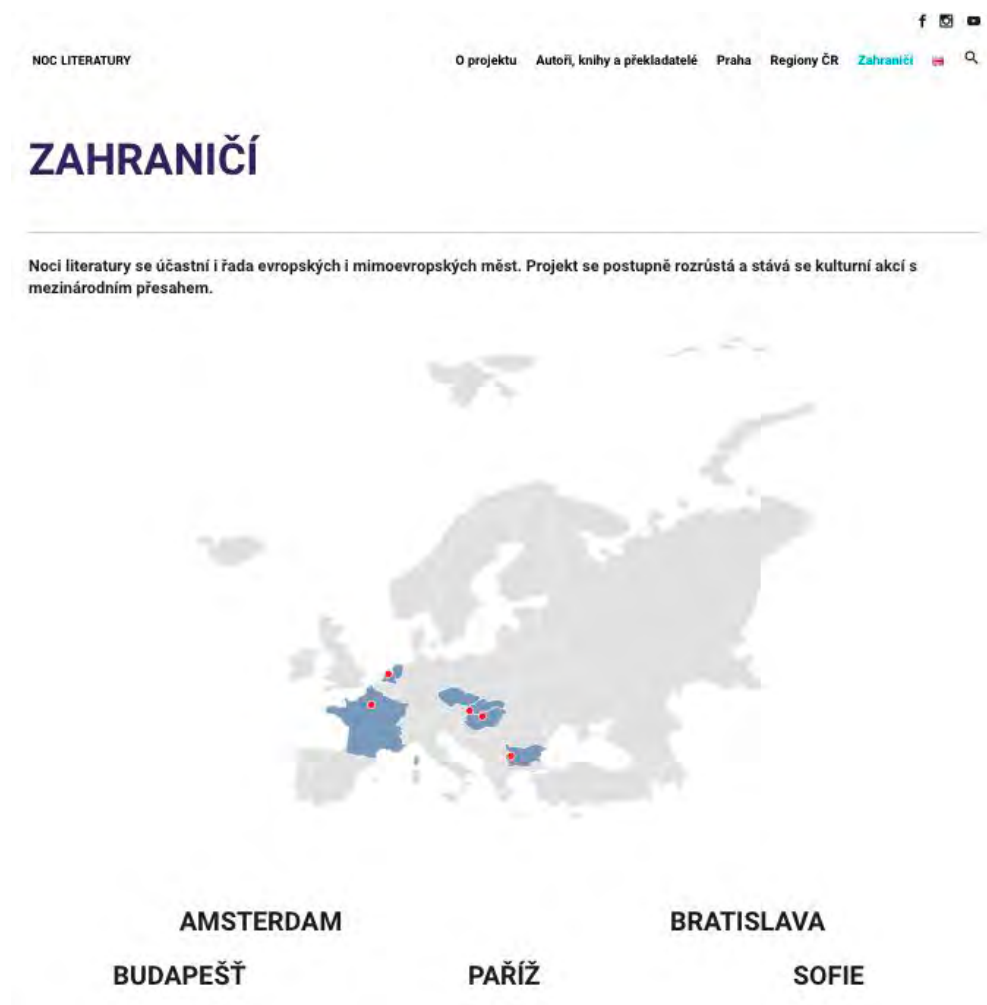 NOC LITERATURY
O projektu Autoři, knihy a překladatelé Praha Regiony ČR Zahraničí
ZAHRANIČÍ
Noci literatury se účastní i řada evropských i mimoevropských měst. Projekt se postupně rozrůstá a stává se kulturní akcí s
mezinárodním přesahem.
AMSTERDAM BRATISLAVA
BUDAPEŠŤ PAŘÍŽ SOFIE